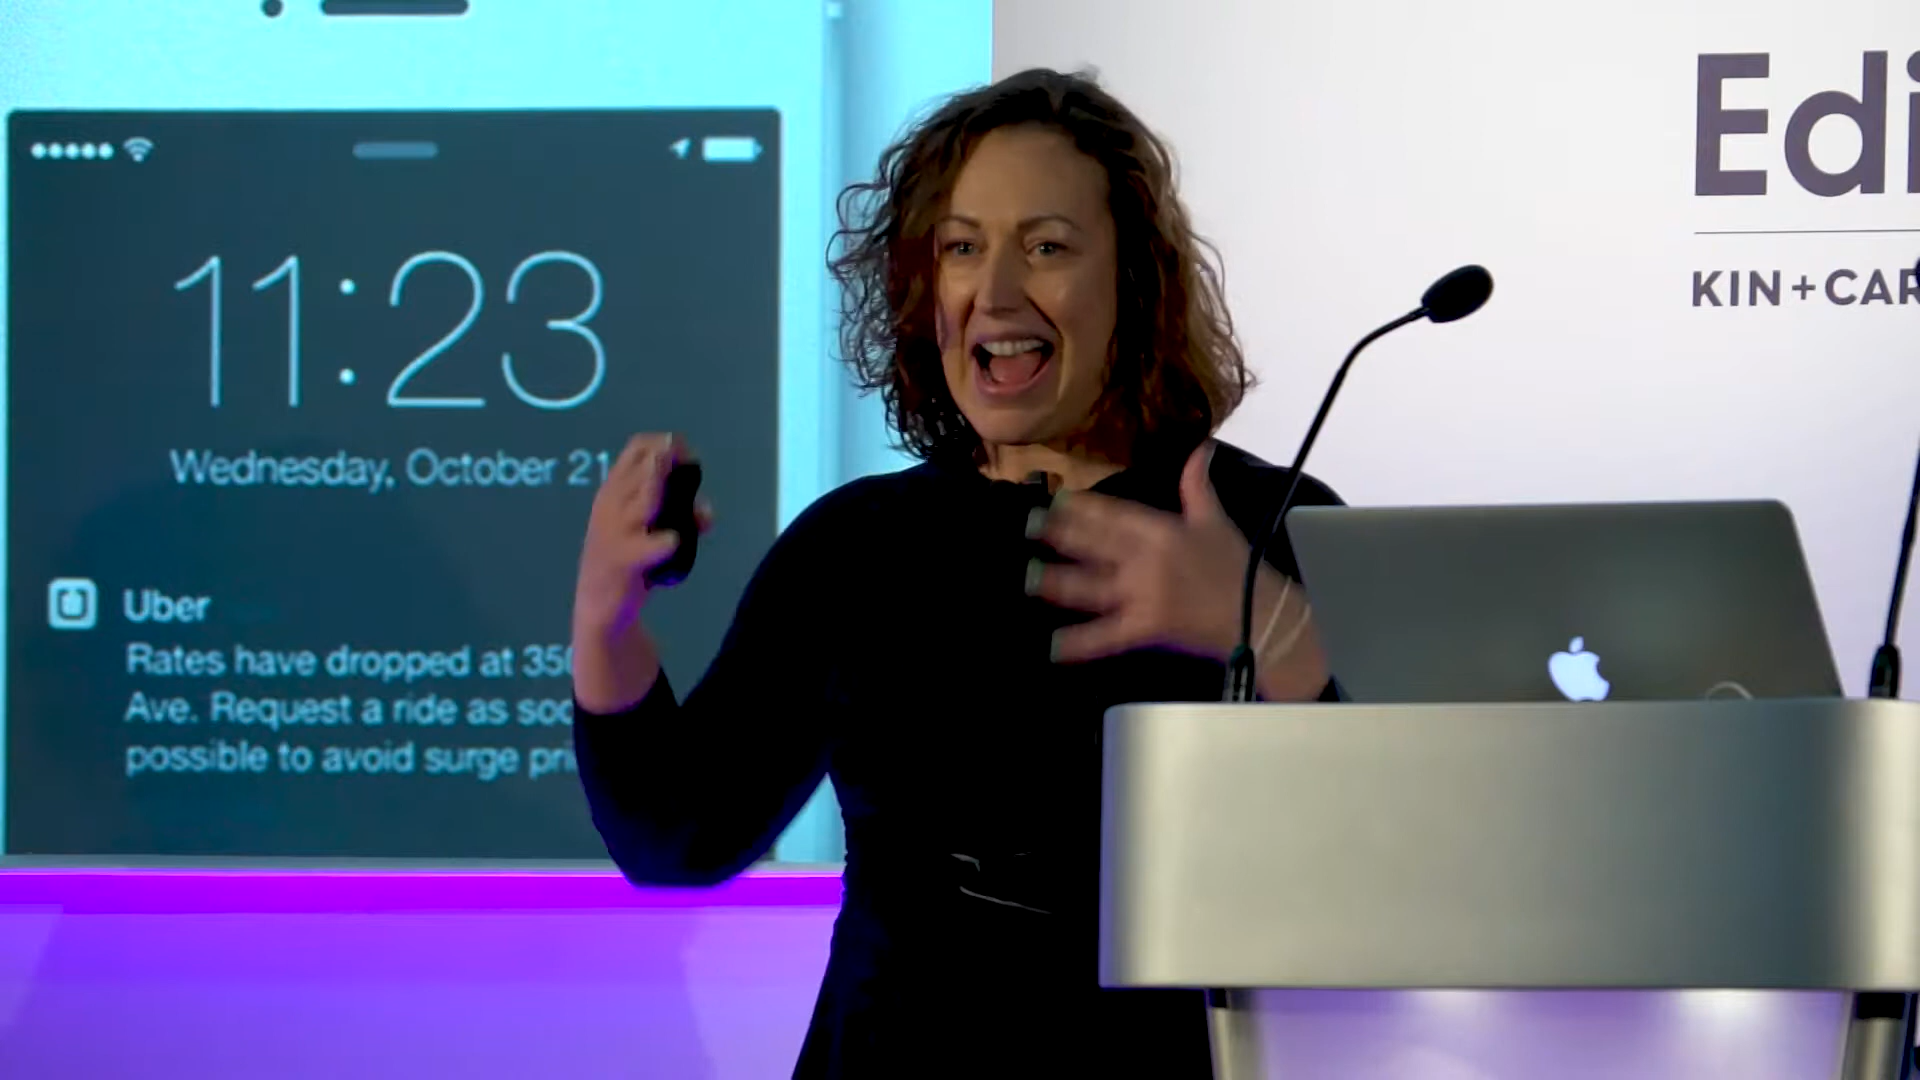 11:23
Wednesday, October 21
Uber
Rates have dropped at 350
Ave. Request a ride as soo
possible to avoid surge pri
Edi
KIN+CAR